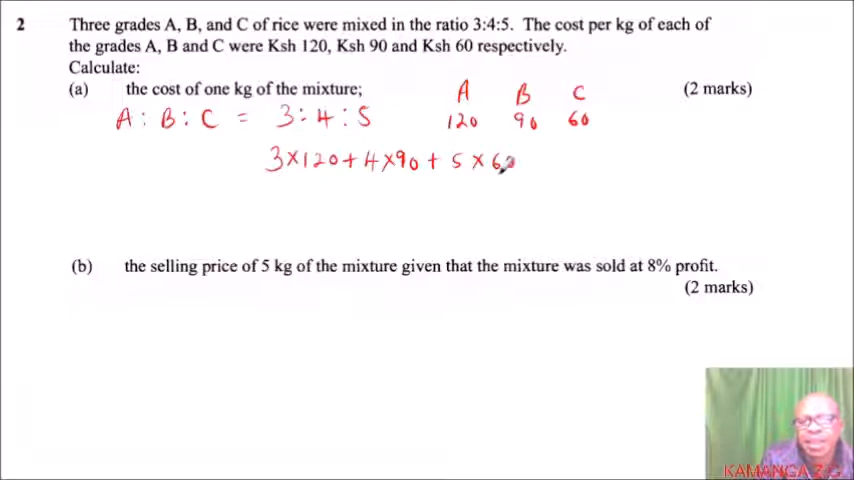 2 Three grades A, B, and C of rice were mixed in the ratio 3:4:5. The cost per kg of each of
the grades A, B and C were Ksh 120, Ksh 90 and Ksh 60 respectively.
Calculate:
(a) the cost of one kg of the mixture; (2 marks)
A B C
A : B : C = 3 : 4 : 5 120 90 60
3 × 120 + 4 × 90 + 5 × 60
(b) the selling price of 5 kg of the mixture given that the mixture was sold at 8% profit.
(2 marks)
KAMANGA Z.G.